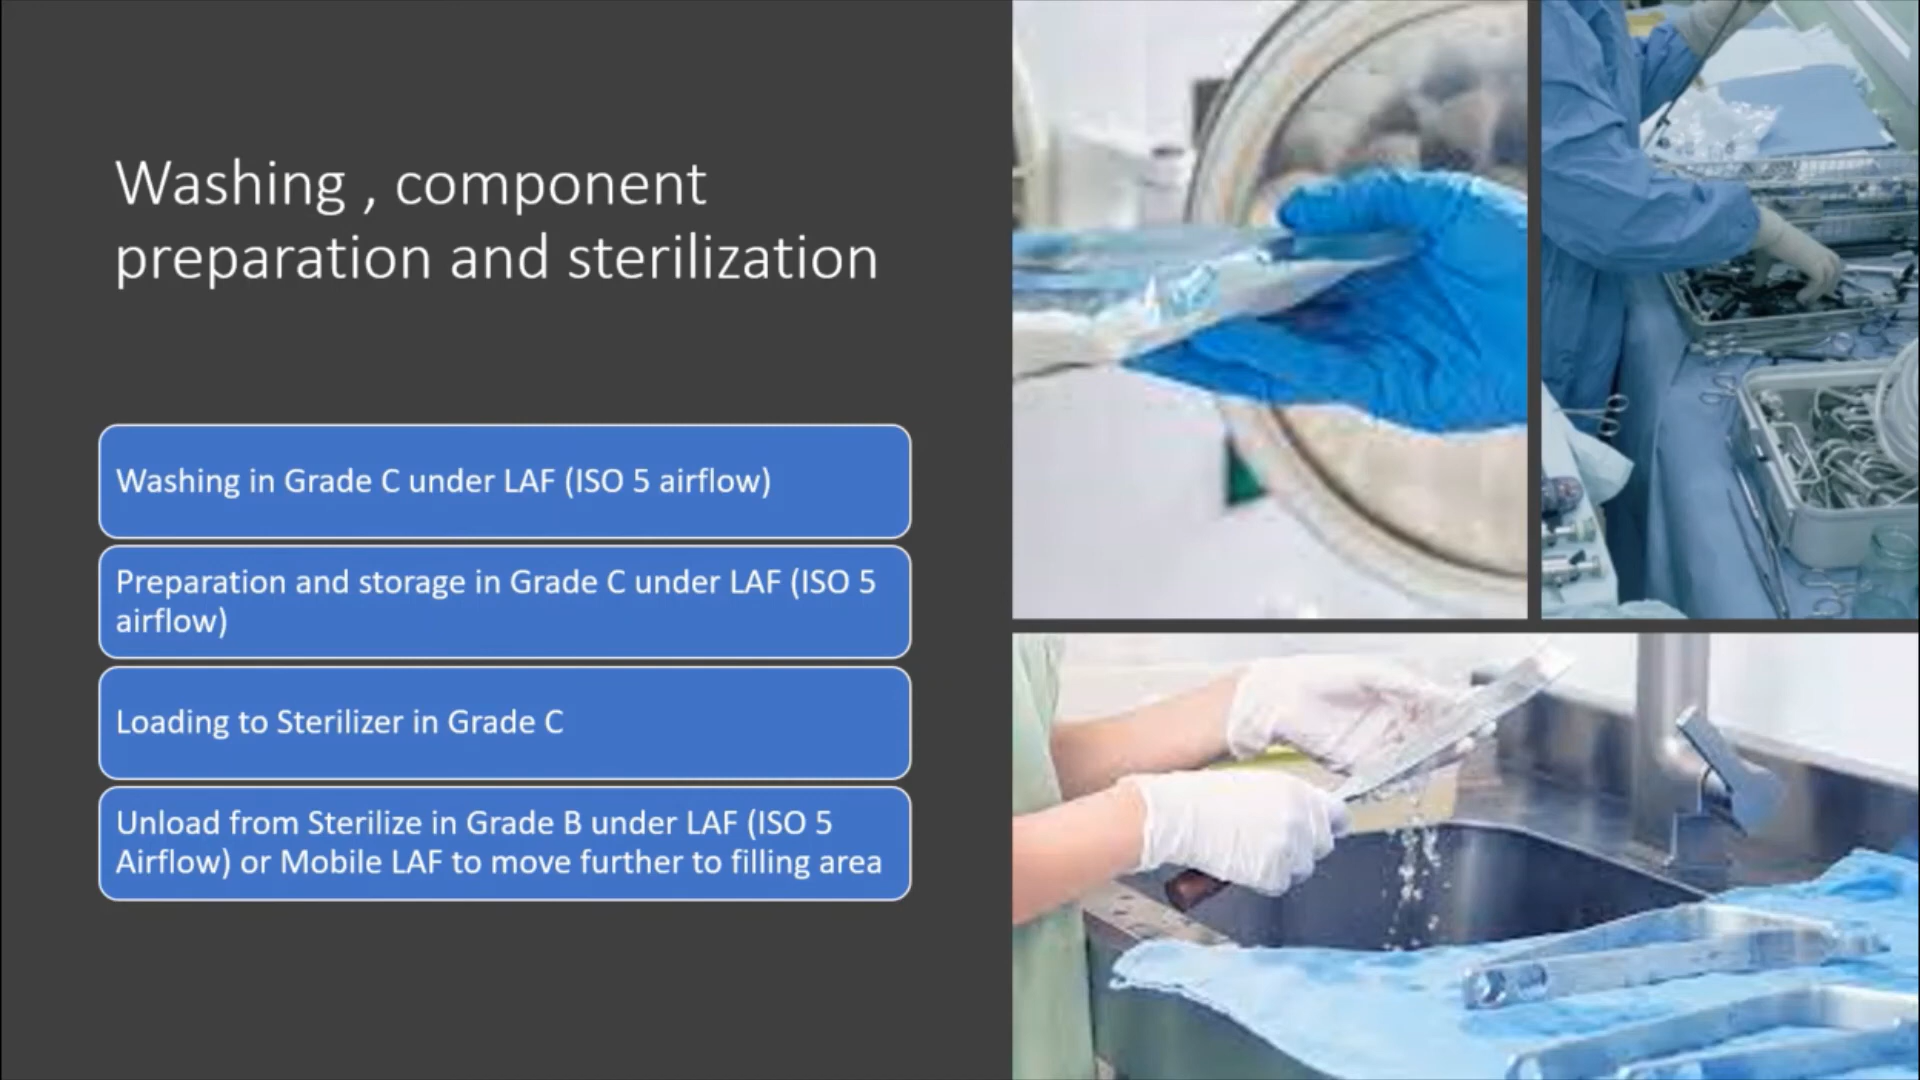 Washing , component
preparation and sterilization
Washing in Grade C under LAF (ISO 5 airflow)
Preparation and storage in Grade C under LAF (ISO 5
airflow)
Loading to Sterilizer in Grade C
Unload from Sterilize in Grade B under LAF (ISO 5
Airflow) or Mobile LAF to move further to filling area